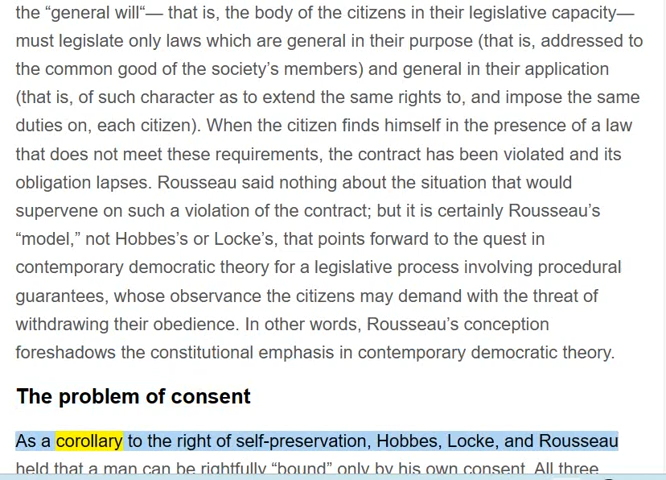 the “general will“— that is, the body of the citizens in their legislative capacity—
must legislate only laws which are general in their purpose (that is, addressed to
the common good of the society’s members) and general in their application
(that is, of such character as to extend the same rights to, and impose the same
duties on, each citizen). When the citizen finds himself in the presence of a law
that does not meet these requirements, the contract has been violated and its
obligation lapses. Rousseau said nothing about the situation that would
supervene on such a violation of the contract; but it is certainly Rousseau’s
“model,” not Hobbes’s or Locke’s, that points forward to the quest in
contemporary democratic theory for a legislative process involving procedural
guarantees, whose observance the citizens may demand with the threat of
withdrawing their obedience. In other words, Rousseau’s conception
foreshadows the constitutional emphasis in contemporary democratic theory.
The problem of consent
As a corollary to the right of self-preservation, Hobbes, Locke, and Rousseau
held that a man can be rightfully “bound” only by his own consent. All three